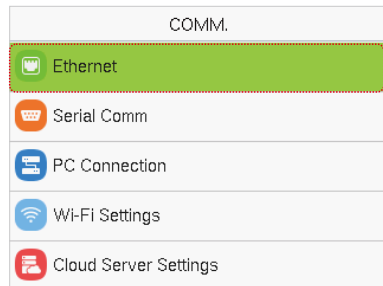 COMM.
Ethernet
Serial Comm
PC Connection
Wi-Fi Settings
Cloud Server Settings